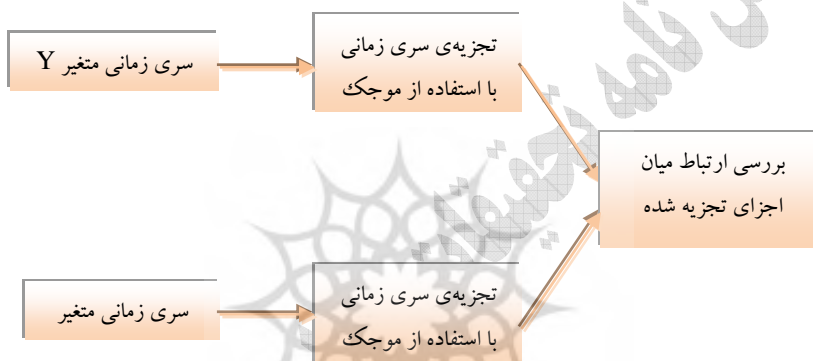 سری زمانی متغیر Y
تجزیه‌ی سری زمانی
با استفاده از موجک
بررسی ارتباط میان
اجزای تجزیه شده
سری زمانی متغیر
تجزیه‌ی سری زمانی
با استفاده از موجک